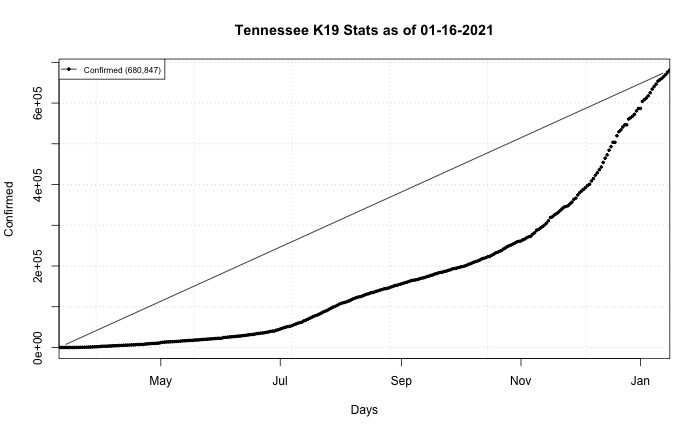 Tennessee K19 Stats as of 01-16-2021
Confirmed (680,847)
6e+05
4e+05
2e+05
0e+00
Confirmed
May Jul Sep Nov Jan
Days